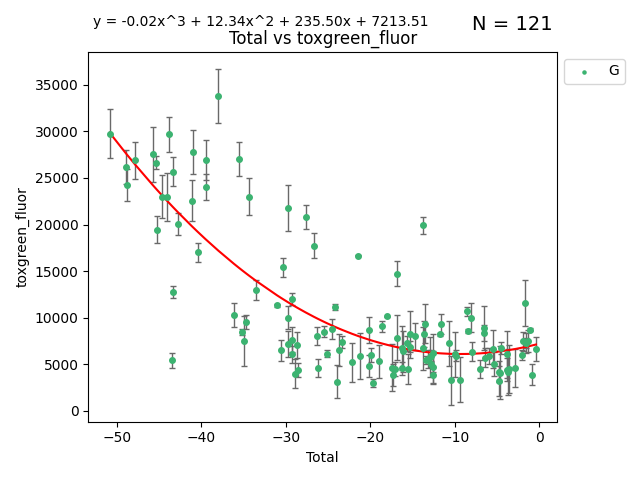 y = -0.02x^3 + 12.34x^2 + 235.50x + 7213.51
N = 121
Total vs toxgreen_fluor
G
toxgreen_fluor
35000
30000
25000
20000
15000
10000
5000
0
−50
−40
−30
−20
−10
0
Total